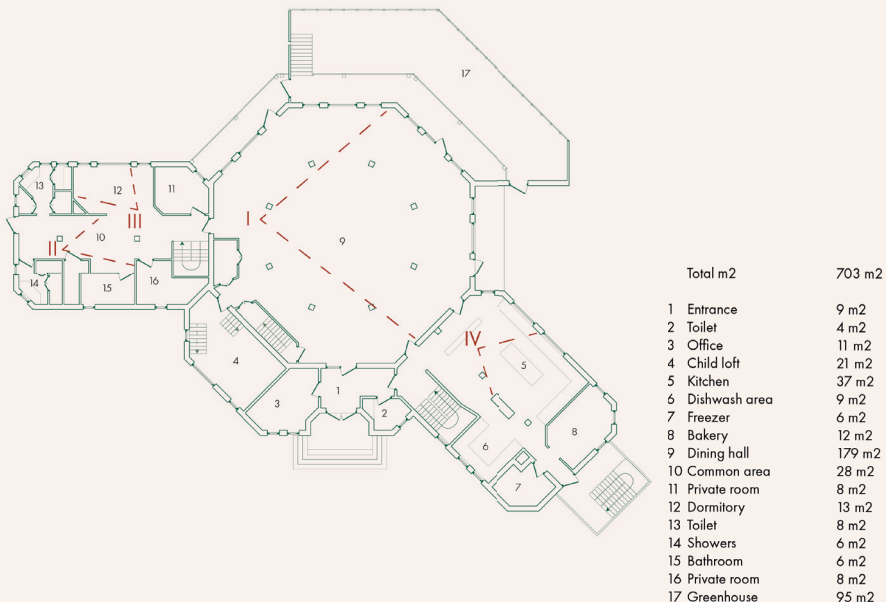 17
13
12
11
I
III
10
II
9
14
15
16
IV
4
5
3
1
2
6
8
7
Total m2 703 m2
1 Entrance 9 m2
2 Toilet 4 m2
3 Office 11 m2
4 Child loft 21 m2
5 Kitchen 37 m2
6 Dishwash area 9 m2
7 Freezer 6 m2
8 Bakery 12 m2
9 Dining hall 179 m2
10 Common area 28 m2
11 Private room 8 m2
12 Dormitory 13 m2
13 Toilet 8 m2
14 Showers 6 m2
15 Bathroom 6 m2
16 Private room 8 m2
17 Greenhouse 95 m2